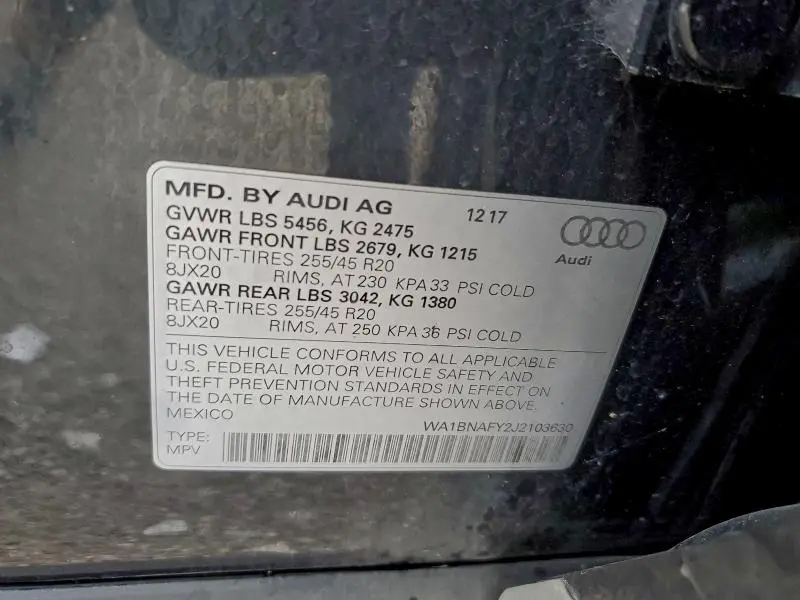 MFD. BY AUDI AG 12 17
GVWR LBS 5456, KG 2475
GAWR FRONT LBS 2679, KG 1215
FRONT-TIRES 255/45 R20
8JX20 RIMS, AT 230 KPA 33 PSI COLD
GAWR REAR LBS 3042, KG 1380
REAR-TIRES 255/45 R20
8JX20 RIMS, AT 250 KPA 36 PSI COLD
Audi
THIS VEHICLE CONFORMS TO ALL APPLICABLE
U.S. FEDERAL MOTOR VEHICLE SAFETY AND
THEFT PREVENTION STANDARDS IN EFFECT ON
THE DATE OF MANUFACTURE SHOWN ABOVE.
MEXICO
WA1BNAFY2J2103630
TYPE:
MPV